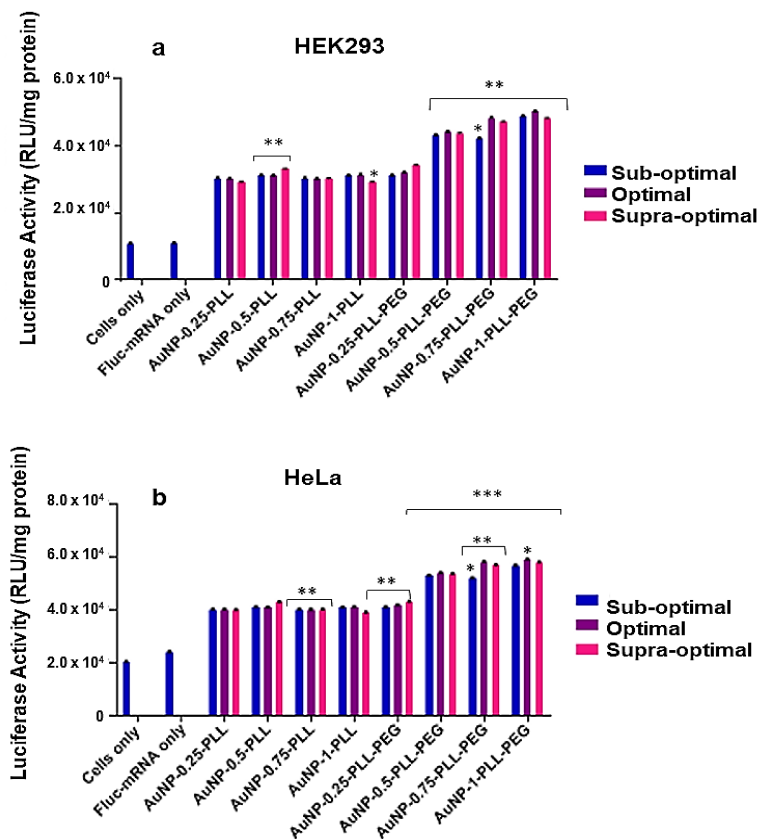 a
HEK293
Luciferase Activity (RLU/mg protein)
6.0 x 10⁴
4.0 x 10⁴
2.0 x 10⁴
0
**
*
**
*
Sub-optimal
Optimal
Supra-optimal
Cells only
Fluc-mRNA only
AuNP-0.25-PLL
AuNP-0.5-PLL
AuNP-0.75-PLL
AuNP-1-PLL
AuNP-0.25-PLL-PEG
AuNP-0.5-PLL-PEG
AuNP-0.75-PLL-PEG
AuNP-1-PLL-PEG
b
HeLa
Luciferase Activity (RLU/mg protein)
8.0 x 10⁴
6.0 x 10⁴
4.0 x 10⁴
2.0 x 10⁴
0
**
**
***
**
*
*
Sub-optimal
Optimal
Supra-optimal
Cells only
Fluc-mRNA only
AuNP-0.25-PLL
AuNP-0.5-PLL
AuNP-0.75-PLL
AuNP-1-PLL
AuNP-0.25-PLL-PEG
AuNP-0.5-PLL-PEG
AuNP-0.75-PLL-PEG
AuNP-1-PLL-PEG